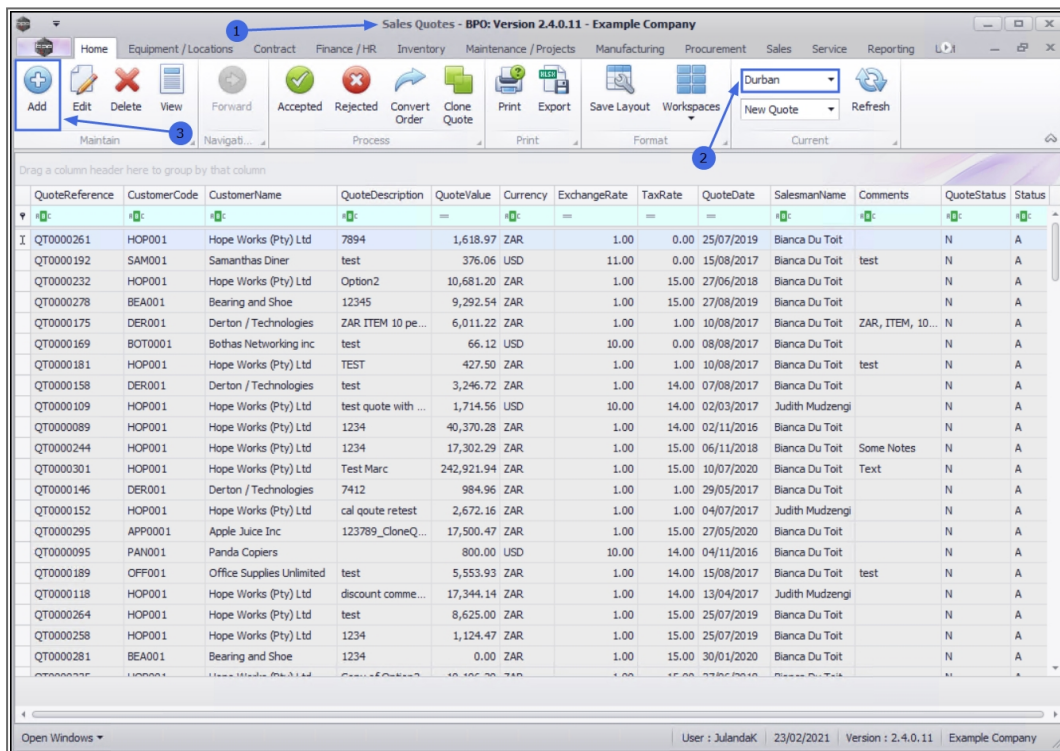 1
Sales Quotes - BPO: Version 2.4.0.11 - Example Company
Home Equipment / Locations Contract Finance / HR Inventory Maintenance / Projects Manufacturing Procurement Sales Service Reporting
Durban
2
Add Edit Delete View Forward Accepted Rejected Convert Order Clone Quote Print Export Save Layout Workspaces New Quote Refresh
3
Maintain Navigati... Process Print Format Current
Drag a column header here to group by that column
QuoteReference CustomerCode CustomerName QuoteDescription QuoteValue Currency ExchangeRate TaxRate QuoteDate SalesmanName Comments QuoteStatus Status
QT0000261 HOP001 Hope Works (Pty) Ltd 7894 1,618.97 ZAR 1.00 0.00 25/07/2019 Bianca Du Toit N A
QT0000192 SAM001 Samanthas Diner test 376.06 USD 11.00 0.00 15/08/2017 Bianca Du Toit test N A
QT0000232 HOP001 Hope Works (Pty) Ltd Option2 10,681.20 ZAR 1.00 15.00 27/06/2018 Bianca Du Toit N A
QT0000278 BEA001 Bearing and Shoe 12345 9,292.54 ZAR 1.00 15.00 27/08/2019 Bianca Du Toit N A
QT0000175 DER001 Derton / Technologies ZAR ITEM 10 pe... 6,011.22 ZAR 1.00 1.00 10/08/2017 Bianca Du Toit ZAR, ITEM, 10... N A
QT0000169 BOT0001 Bothas Networking inc test 66.12 USD 10.00 0.00 08/08/2017 Bianca Du Toit N A
QT0000181 HOP001 Hope Works (Pty) Ltd TEST 427.50 ZAR 1.00 1.00 10/08/2017 Bianca Du Toit test N A
QT0000158 DER001 Derton / Technologies test 3,246.72 ZAR 1.00 14.00 07/08/2017 Bianca Du Toit N A
QT0000109 HOP001 Hope Works (Pty) Ltd test quote with ... 1,714.56 USD 10.00 14.00 02/03/2017 Judith Mudzengi N A
QT0000089 HOP001 Hope Works (Pty) Ltd 1234 40,370.28 ZAR 1.00 14.00 02/11/2016 Bianca Du Toit N A
QT0000244 HOP001 Hope Works (Pty) Ltd 1234 17,302.29 ZAR 1.00 15.00 06/11/2018 Bianca Du Toit Some Notes N A
QT0000301 HOP001 Hope Works (Pty) Ltd Test Marc 242,921.94 ZAR 1.00 15.00 10/07/2020 Bianca Du Toit Text N A
QT0000146 DER001 Derton / Technologies 7412 984.96 ZAR 1.00 1.00 29/05/2017 Bianca Du Toit N A
QT0000152 HOP001 Hope Works (Pty) Ltd cal qoute retest 2,672.16 ZAR 1.00 1.00 04/07/2017 Judith Mudzengi N A
QT0000295 APP0001 Apple Juice Inc 123789_CloneQ... 17,500.47 ZAR 1.00 15.00 27/05/2020 Bianca Du Toit N A
QT0000095 PAN001 Panda Copiers 800.00 USD 10.00 14.00 04/11/2016 Bianca Du Toit N A
QT0000189 OFF001 Office Supplies Unlimited test 5,553.93 ZAR 1.00 14.00 15/08/2017 Bianca Du Toit test N A
QT0000118 HOP001 Hope Works (Pty) Ltd discount comme... 17,344.14 ZAR 1.00 14.00 13/04/2017 Judith Mudzengi N A
QT0000264 HOP001 Hope Works (Pty) Ltd test 8,625.00 ZAR 1.00 15.00 25/07/2019 Bianca Du Toit N A
QT0000258 HOP001 Hope Works (Pty) Ltd 1234 1,124.47 ZAR 1.00 15.00 25/07/2019 Bianca Du Toit N A
QT0000281 BEA001 Bearing and Shoe 1234 0.00 ZAR 1.00 15.00 30/01/2020 Bianca Du Toit N A
Open Windows User : JulandaK 23/02/2021 Version : 2.4.0.11 Example Company